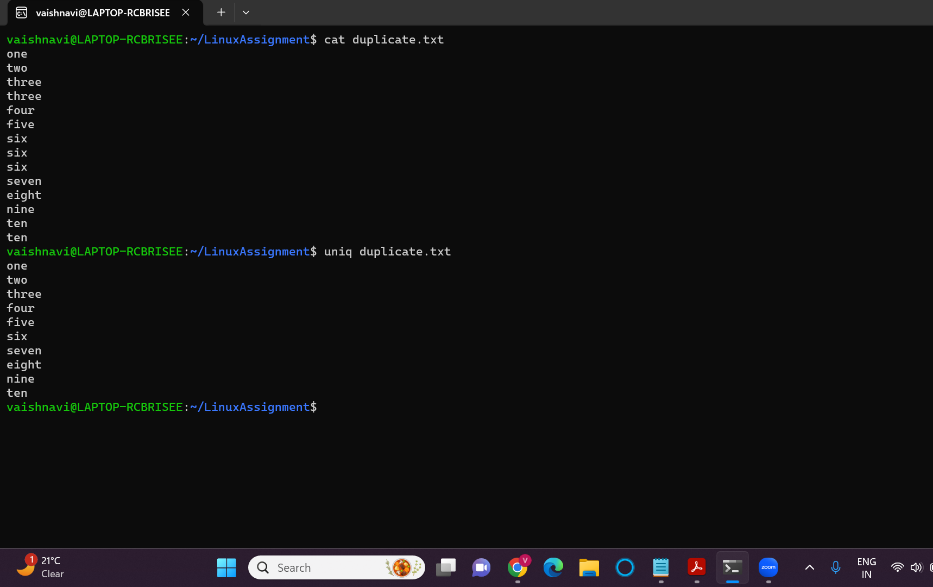 vaishnavi@LAPTOP-RCBRISEE
vaishnavi@LAPTOP-RCBRISEE:~/LinuxAssignment$ cat duplicate.txt
one
two
three
three
four
five
six
six
six
seven
eight
nine
ten
ten
vaishnavi@LAPTOP-RCBRISEE:~/LinuxAssignment$ uniq duplicate.txt
one
two
three
four
five
six
seven
eight
nine
ten
vaishnavi@LAPTOP-RCBRISEE:~/LinuxAssignment$
1
21°C
Clear
Search
V
zoom
ENG
IN